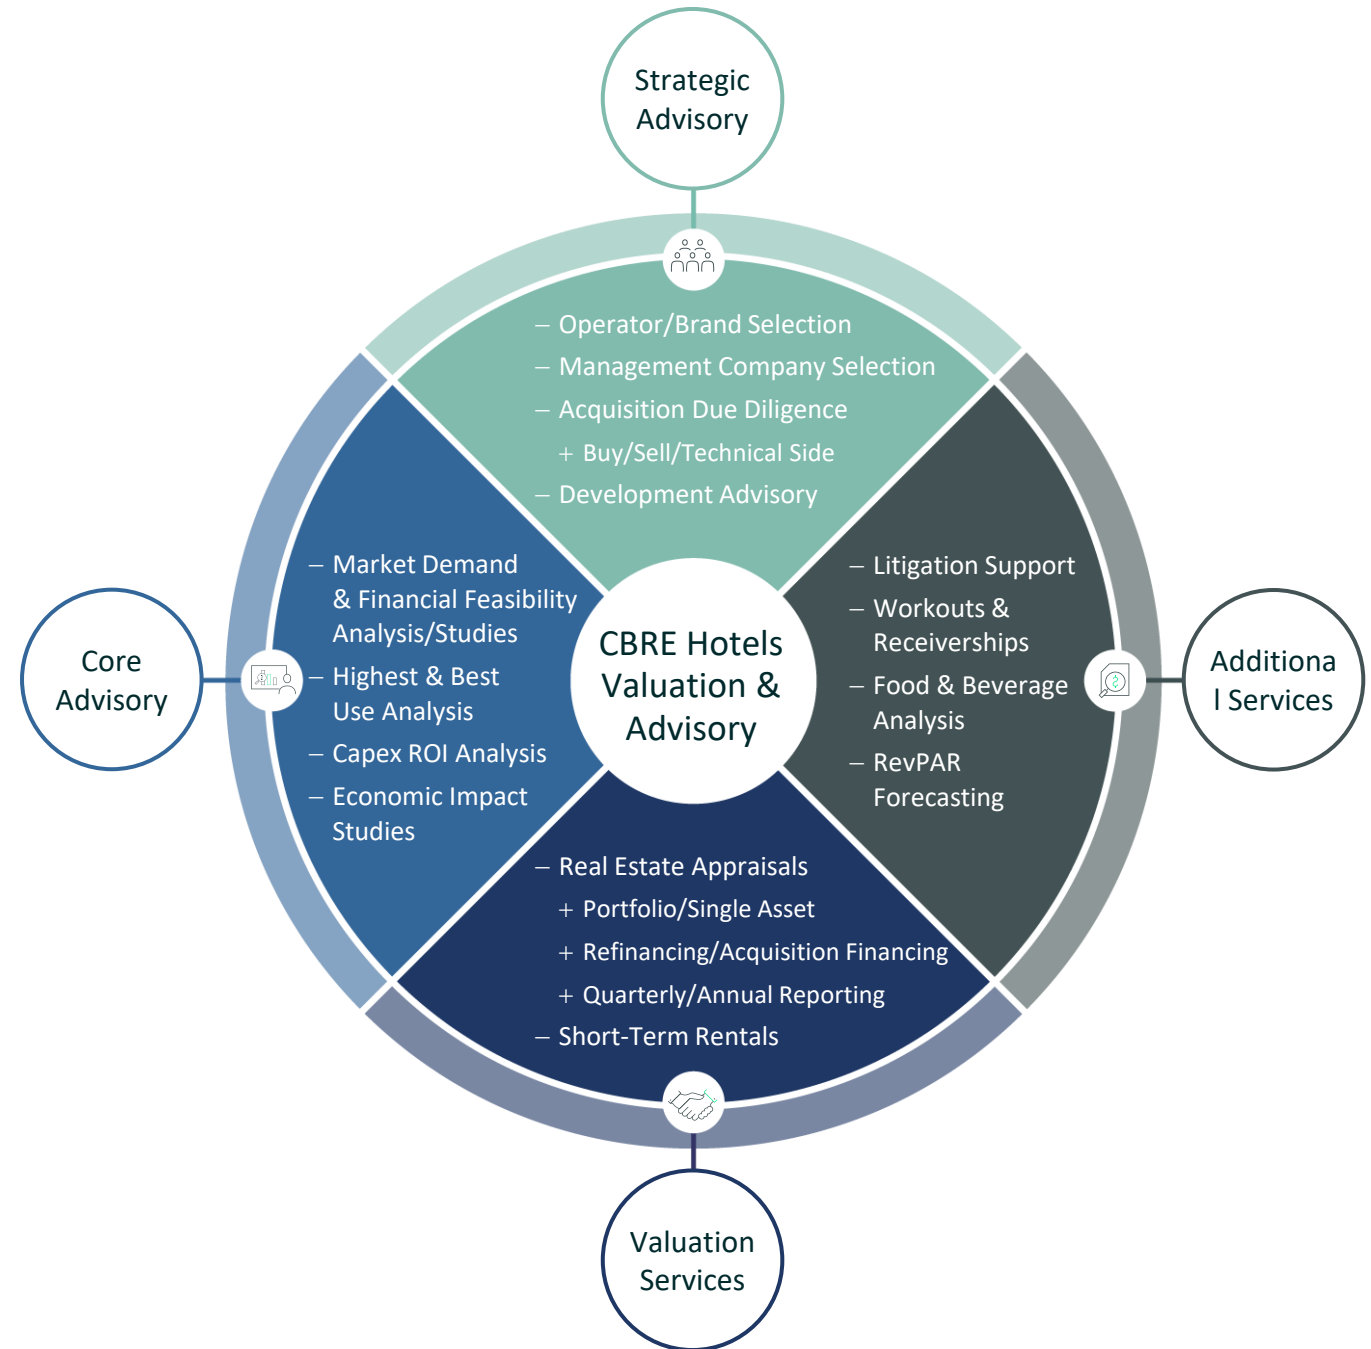 Strategic
Advisory
– Operator/Brand Selection
– Management Company Selection
– Acquisition Due Diligence
+ Buy/Sell/Technical Side
– Development Advisory
Core
Advisory
– Market Demand
& Financial Feasibility
Analysis/Studies
– Highest & Best
Use Analysis
– Capex ROI Analysis
– Economic Impact
Studies
CBRE Hotels
Valuation &
Advisory
– Litigation Support
– Workouts &
Receiverships
– Food & Beverage
Analysis
– RevPAR
Forecasting
Additiona
l Services
– Real Estate Appraisals
+ Portfolio/Single Asset
+ Refinancing/Acquisition Financing
+ Quarterly/Annual Reporting
– Short-Term Rentals
Valuation
Services